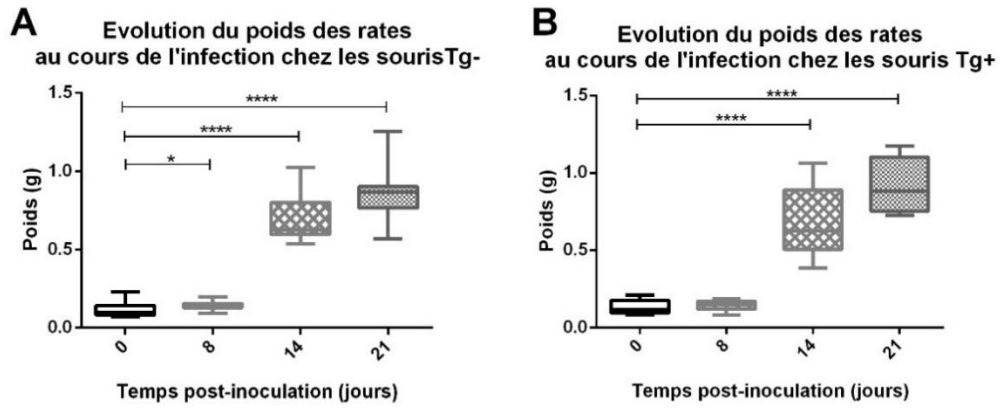 A
Evolution du poids des rates
au cours de l'infection chez les sourisTg-
****
****
*
1.5
1.0
0.5
0.0
Poids (g)
0
8
14
21
Temps post-inoculation (jours)
B
Evolution du poids des rates
au cours de l'infection chez les souris Tg+
****
****
1.5
1.0
0.5
0.0
Poids (g)
0
8
14
21
Temps post-inoculation (jours)